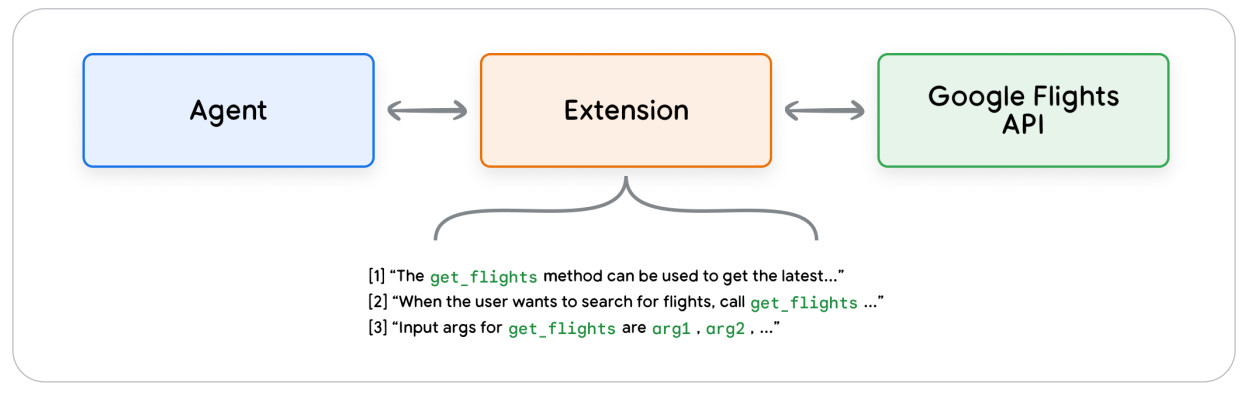 Agent
Extension
Google Flights
API
[1] “The get_flights method can be used to get the latest...”
[2] “When the user wants to search for flights, call get_flights ...”
[3] “Input args for get_flights are arg1 , arg2 , ...”